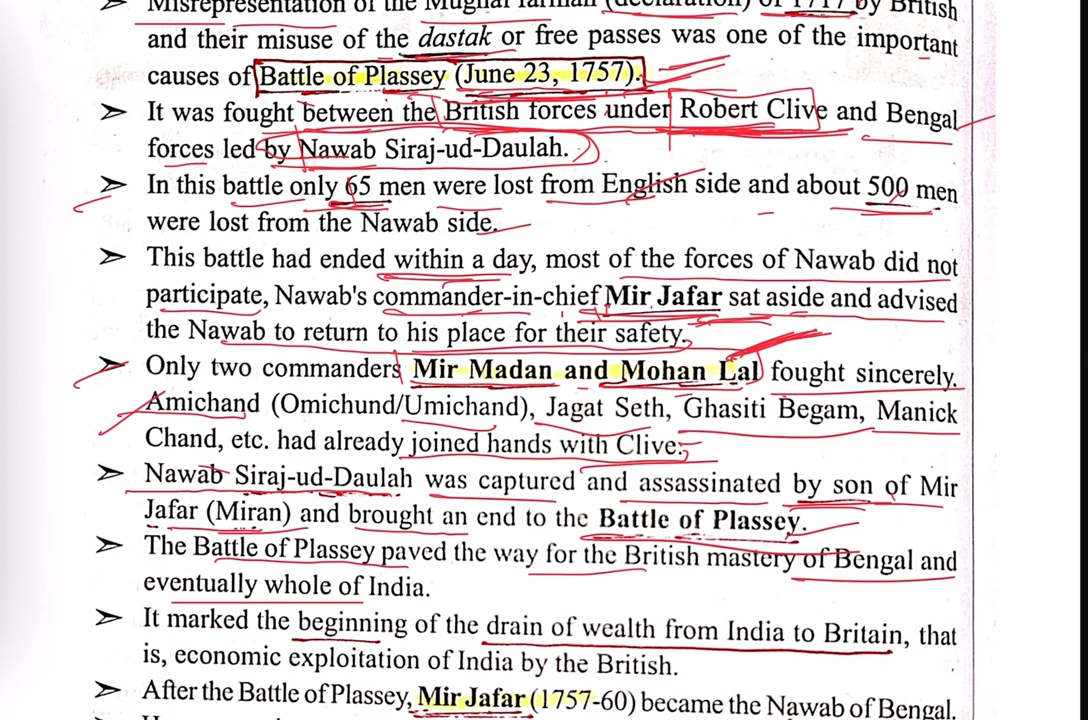 ➢ Misrepresentation of the Mughal farman (declaration) of 1717 by British
and their misuse of the dastak or free passes was one of the important
causes of Battle of Plassey (June 23, 1757).
➢ It was fought between the British forces under Robert Clive and Bengal
forces led by Nawab Siraj-ud-Daulah.
➢ In this battle only 65 men were lost from English side and about 500 men
were lost from the Nawab side.
➢ This battle had ended within a day, most of the forces of Nawab did not
participate, Nawab's commander-in-chief Mir Jafar sat aside and advised
the Nawab to return to his place for their safety.
➢ Only two commanders Mir Madan and Mohan Lal fought sincerely.
Amichand (Omichund/Umichand), Jagat Seth, Ghasiti Begam, Manick
Chand, etc. had already joined hands with Clive.
➢ Nawab Siraj-ud-Daulah was captured and assassinated by son of Mir
Jafar (Miran) and brought an end to the Battle of Plassey.
➢ The Battle of Plassey paved the way for the British mastery of Bengal and
eventually whole of India.
➢ It marked the beginning of the drain of wealth from India to Britain, that
is, economic exploitation of India by the British.
➢ After the Battle of Plassey, Mir Jafar (1757-60) became the Nawab of Bengal.